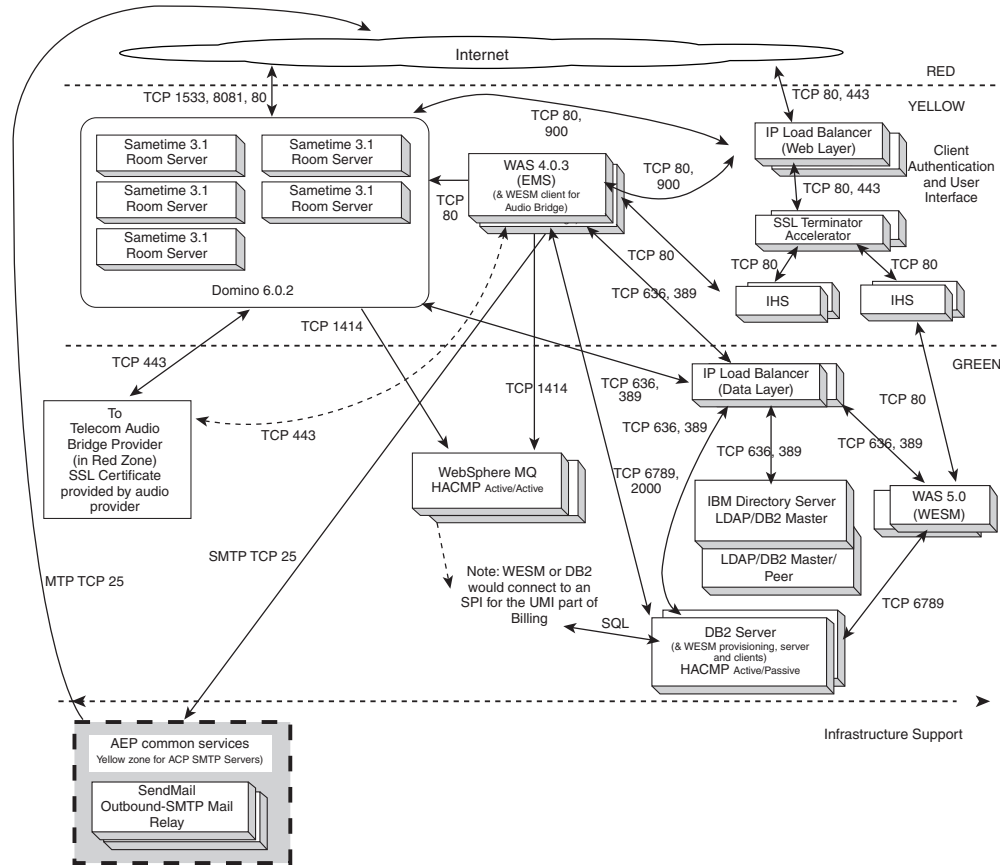 Internet
RED
TCP 1533, 8081, 80
TCP 80, 443
YELLOW
TCP 80,
900
IP Load Balancer
(Web Layer)
Client
Authentication
and User
Interface
Sametime 3.1
Room Server
Sametime 3.1
Room Server
Sametime 3.1
Room Server
Sametime 3.1
Room Server
Sametime 3.1
Room Server
Domino 6.0.2
WAS 4.0.3
(EMS)
(& WESM client for
Audio Bridge)
TCP
80
TCP 80,
900
TCP 80, 443
SSL Terminator
Accelerator
TCP 80
TCP 80
TCP 80
TCP 636, 389
IHS
IHS
TCP 1414
TCP 443
GREEN
IP Load Balancer
(Data Layer)
TCP 1414
TCP 636,
389
TCP 80
To
Telecom Audio
Bridge Provider
(in Red Zone)
SSL Certificate
provided by audio
provider
TCP 443
TCP 636, 389
TCP 636, 389
TCP 636, 389
WebSphere MQ
HACMP Active/Active
TCP 6789,
2000
IBM Directory Server
LDAP/DB2 Master
WAS 5.0
(WESM)
LDAP/DB2 Master/
Peer
MTP TCP 25
SMTP TCP 25
Note: WESM or DB2
would connect to an
SPI for the UMI part of
Billing
SQL
TCP 6789
DB2 Server
(& WESM provisioning, server
and clients)
HACMP Active/Passive
Infrastructure Support
AEP common services
Yellow zone for ACP SMTP Servers)
SendMail
Outbound-SMTP Mail
Relay